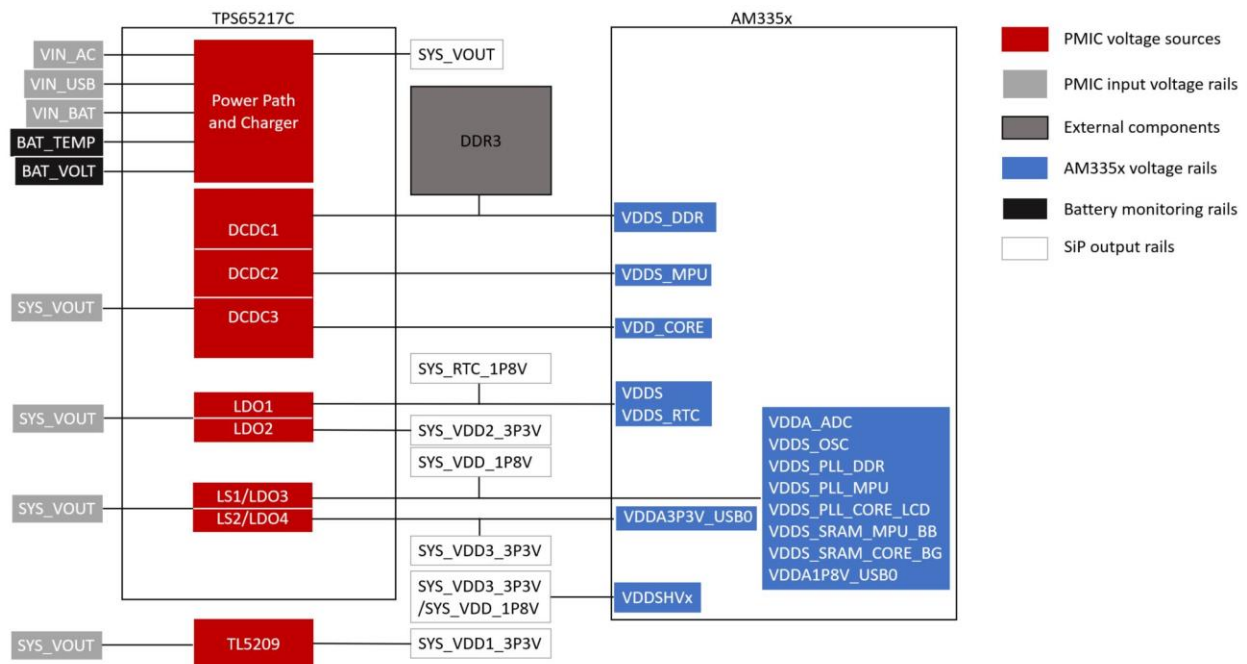 TPS65217C
AM335x
VIN_AC
VIN_USB
VIN_BAT
BAT_TEMP
BAT_VOLT
Power Path
and Charger
SYS_VOUT
DDR3
DCDC1
VDDS_DDR
DCDC2
VDDS_MPU
SYS_VOUT
DCDC3
VDD_CORE
SYS_RTC_1P8V
SYS_VOUT
LDO1
LDO2
VDDS
VDDS_RTC
SYS_VDD2_3P3V
SYS_VDD_1P8V
SYS_VOUT
LS1/LDO3
LS2/LDO4
VDDA3P3V_USB0
VDDA_ADC
VDDS_OSC
VDDS_PLL_DDR
VDDS_PLL_MPU
VDDS_PLL_CORE_LCD
VDDS_SRAM_MPU_BB
VDDS_SRAM_CORE_BG
VDDA1P8V_USB0
SYS_VDD3_3P3V
SYS_VDD3_3P3V
/SYS_VDD_1P8V
VDDSHVx
SYS_VOUT
TL5209
SYS_VDD1_3P3V
PMIC voltage sources
PMIC input voltage rails
External components
AM335x voltage rails
Battery monitoring rails
SiP output rails